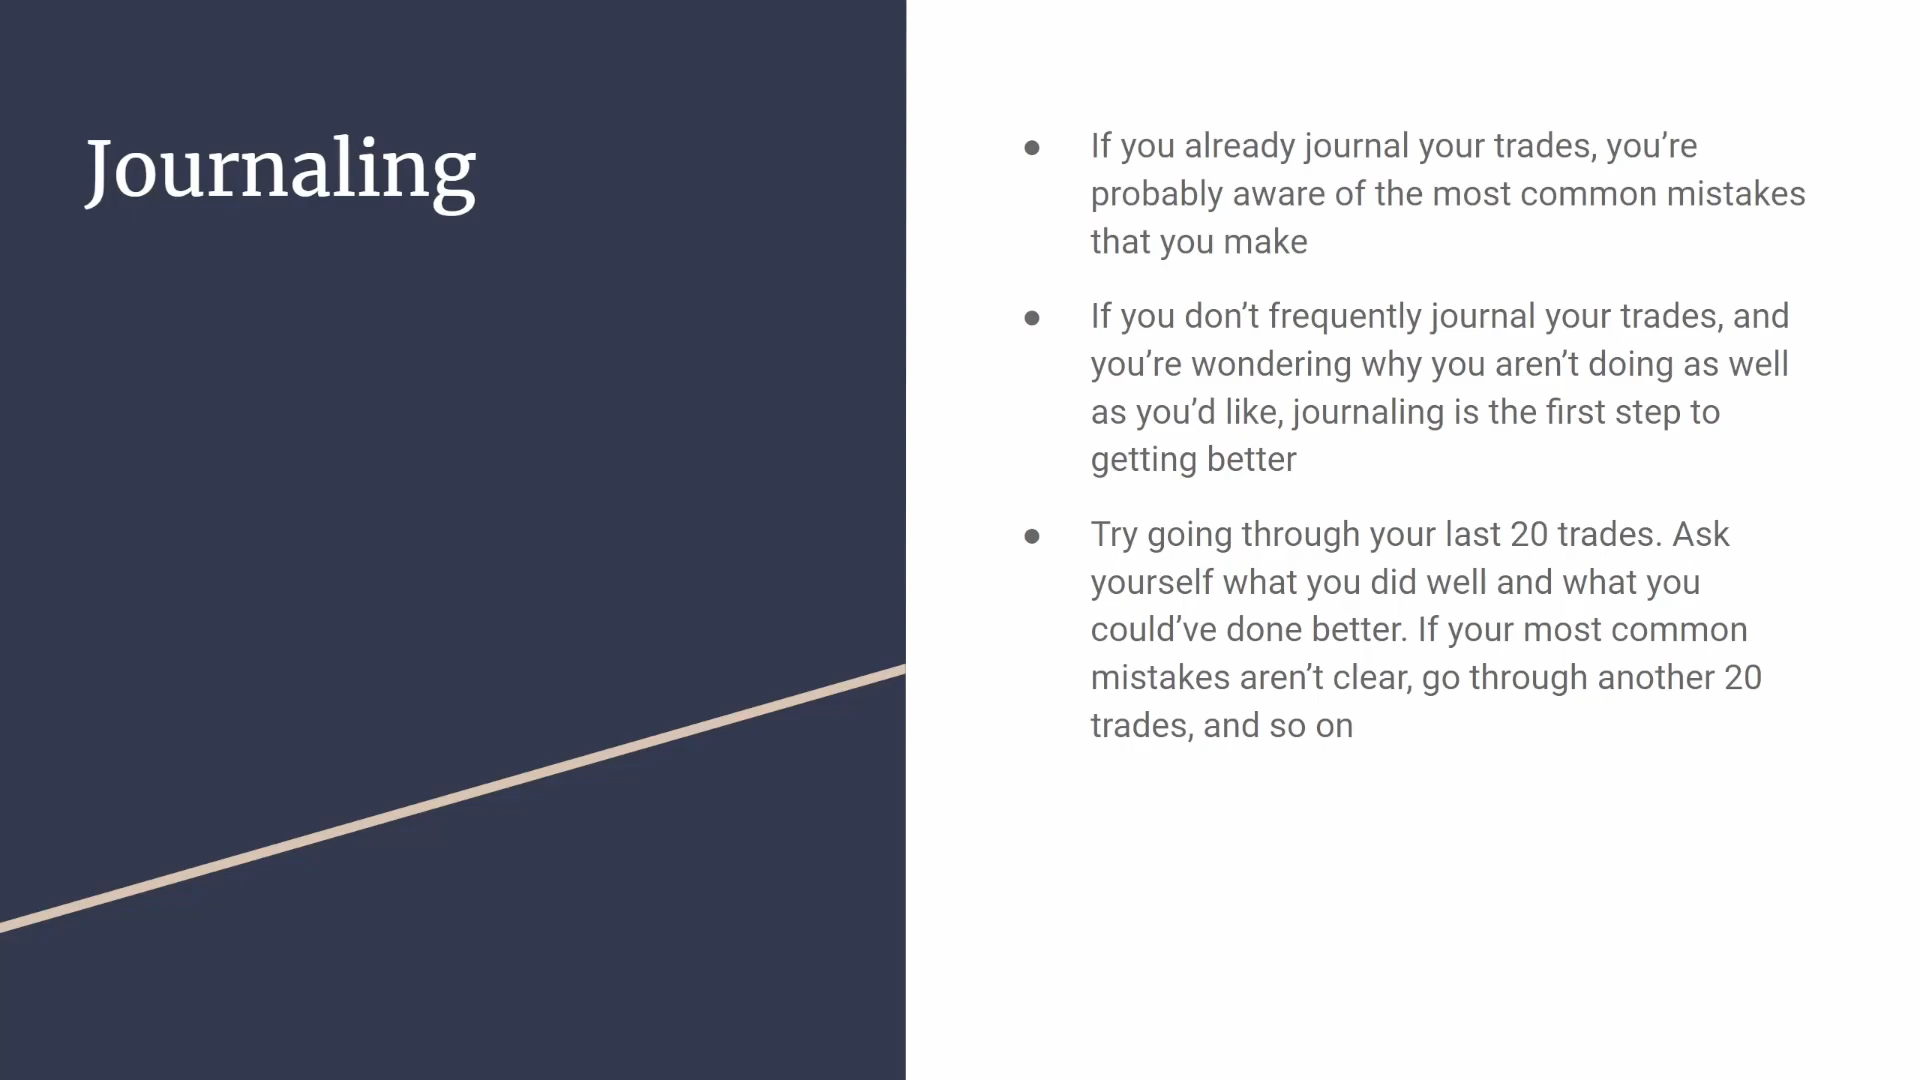 Journaling
● If you already journal your trades, you’re
probably aware of the most common mistakes
that you make
● If you don’t frequently journal your trades, and
you’re wondering why you aren’t doing as well
as you’d like, journaling is the first step to
getting better
● Try going through your last 20 trades. Ask
yourself what you did well and what you
could’ve done better. If your most common
mistakes aren’t clear, go through another 20
trades, and so on